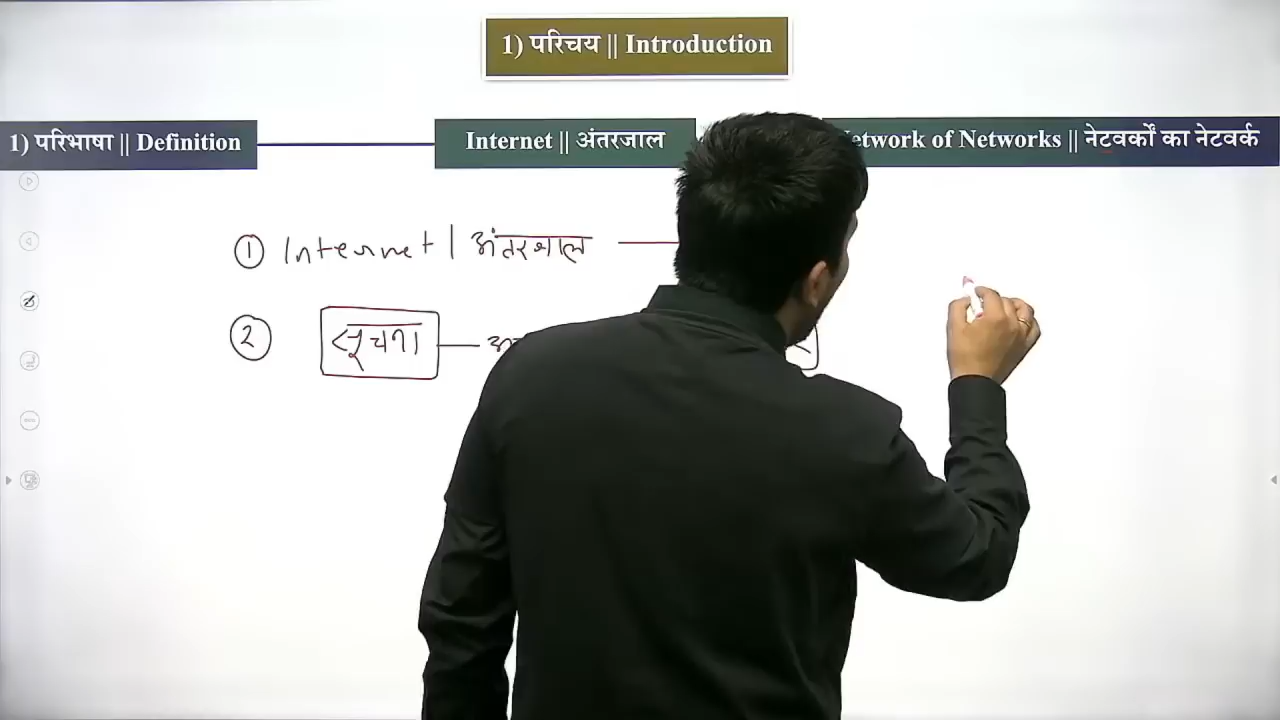 1) परिचय || Introduction
1) परिभाषा || Definition
Internet || अंतरजाल
etwork of Networks || नेटवर्कों का नेटवर्क
① Internet | अंतरजाल
② सूचना